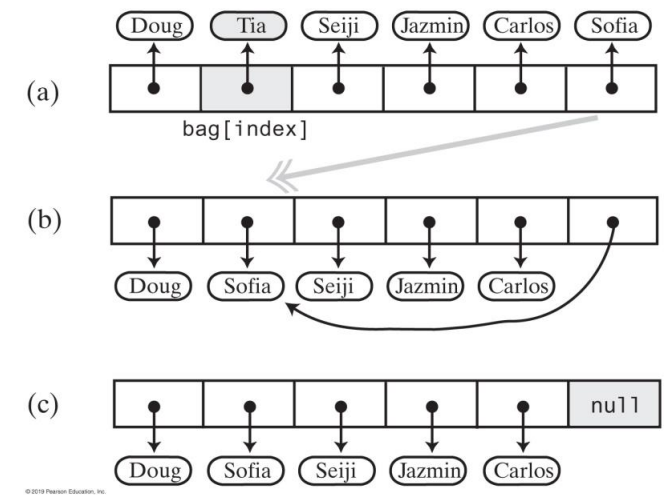 Doug Tia Seiji Jazmin Carlos Sofia
(a)
bag[index]
(b)
Doug Sofia Seiji Jazmin Carlos
(c) null
Doug Sofia Seiji Jazmin Carlos
© 2019 Pearson Education, Inc.